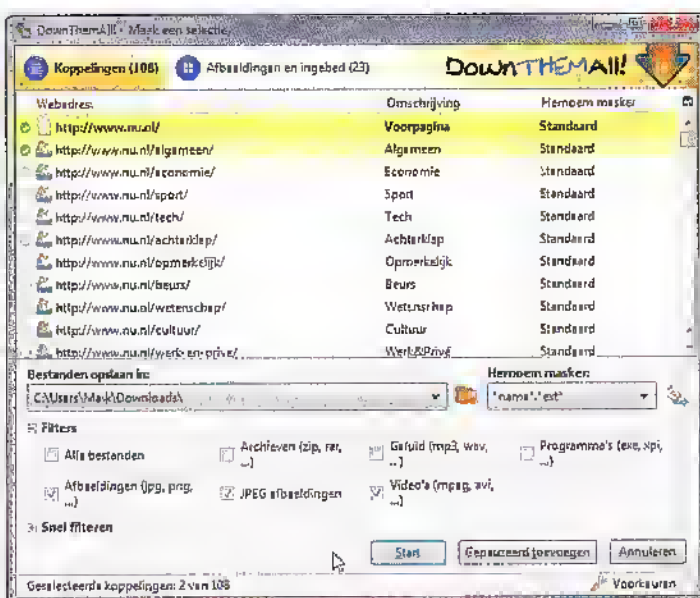 DownThemAll! - Maak een selectie
Koppelingen (108) Afbeeldingen en ingebed (23) DownThemAll!
Webadres Omschrijving Hernoem masker
http://www.nu.nl/ Voorpagina Standaard
http://www.nu.nl/algemeen/ Algemeen Standaard
http://www.nu.nl/economie/ Economie Standaard
http://www.nu.nl/sport/ Sport Standaard
http://www.nu.nl/tech/ Tech Standaard
http://www.nu.nl/achterklap/ Achterklap Standaard
http://www.nu.nl/opmerkelijk/ Opmerkelijk Standaard
http://www.nu.nl/beurs/ Beurs Standaard
http://www.nu.nl/wetenschap/ Wetenschap Standaard
http://www.nu.nl/cultuur/ Cultuur Standaard
http://www.nu.nl/werk-en-prive/ Werk&Privé Standaard
Bestanden opslaan in: Hernoem masker:
C:\Users\Maik\Downloads\ *name*.*ext*
Filters
Alle bestanden Archieven (zip, rar, ...) Geluid (mp3, wav, ...) Programma's (exe, xpi, ...)
Afbeeldingen (jpg, png, ...) JPEG afbeeldingen Video's (mpeg, avi, ...)
Snel filteren
Start Gepauzeerd toevoegen Annuleren
Geselecteerde koppelingen: 2 van 108 Voorkeuren